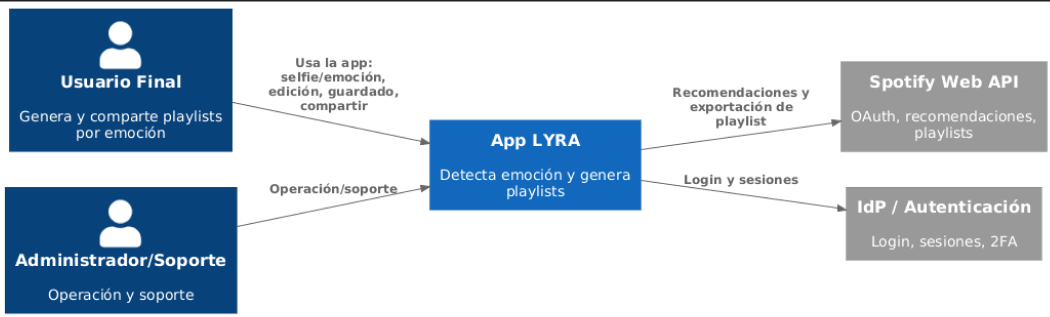 Usuario Final
Genera y comparte playlists
por emoción
Usa la app:
selfie/emoción,
edición, guardado,
compartir
Administrador/Soporte
Operación y soporte
Operación/soporte
App LYRA
Detecta emoción y genera
playlists
Recomendaciones y
exportación de
playlist
Login y sesiones
Spotify Web API
OAuth, recomendaciones,
playlists
IdP / Autenticación
Login, sesiones, 2FA